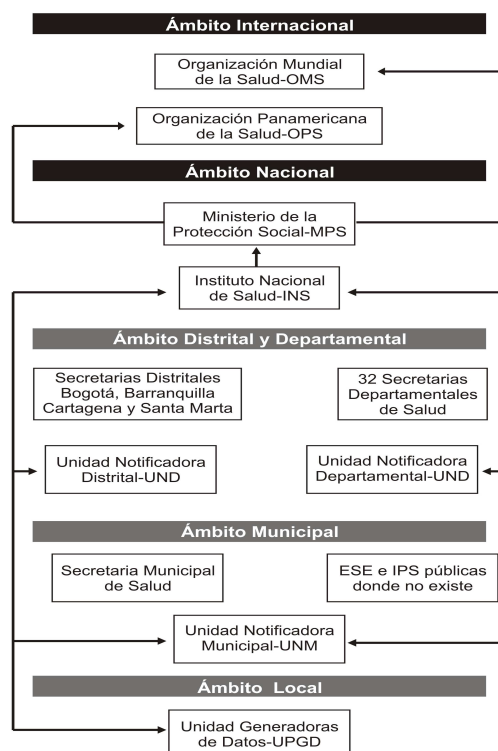 Ámbito Internacional
Organización Mundial
de la Salud-OMS
Organización Panamericana
de la Salud-OPS
Ámbito Nacional
Ministerio de la
Protección Social-MPS
Instituto Nacional
de Salud-INS
Ámbito Distrital y Departamental
Secretarias Distritales
Bogotá, Barranquilla
Cartagena y Santa Marta
32 Secretarias
Departamentales
de Salud
Unidad Notificadora
Distrital-UND
Unidad Notificadora
Departamental-UND
Ámbito Municipal
Secretaria Municipal
de Salud
ESE e IPS públicas
donde no existe
Unidad Notificadora
Municipal-UNM
Ámbito Local
Unidad Generadoras
de Datos-UPGD